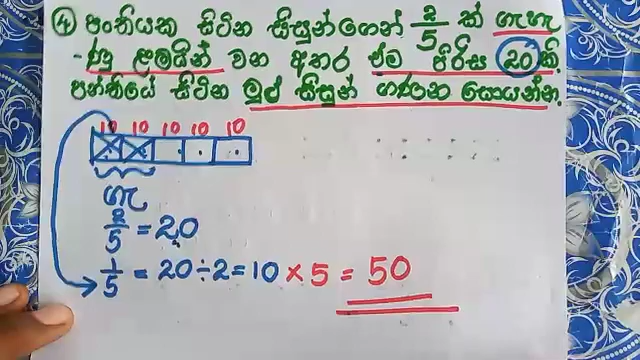 ④ පංතියක සිටින සිසුන්ගෙන් 2/5 ක් ගැහැ
-ණු ළමයින් වන අතර ඒම පිරිස 20 කි.
පන්තියේ සිටින මුළු සිසුන් ගණන සොයන්න.
10 10 10 10 10
ගැ
2/5 = 20
1/5 = 20 ÷ 2 = 10 × 5 = 50